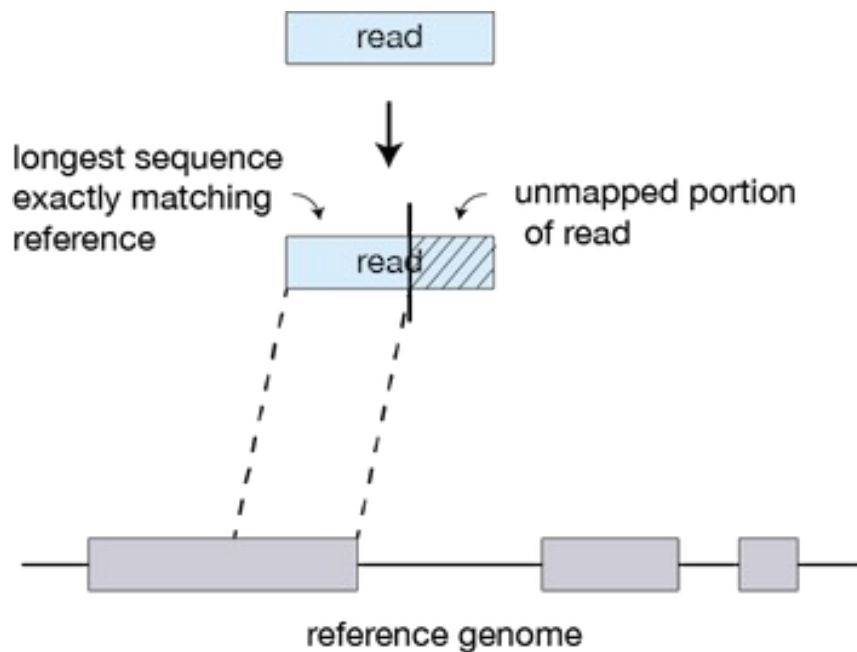 read
longest sequence
exactly matching
reference
unmapped portion
of read
read
reference genome